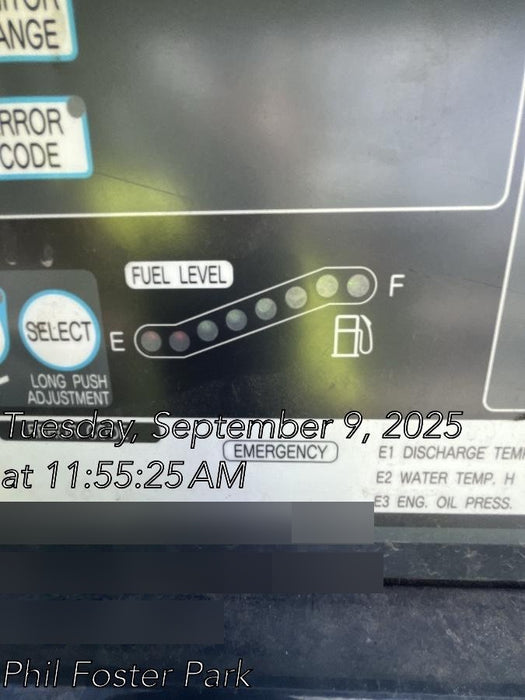 ANGE
RROR
CODE
FUEL LEVEL
F
SELECT
E
LONG PUSH
ADJUSTMENT
Tuesday, September 9, 2025
at 11:55:25 AM
EMERGENCY
E1 DISCHARGE TEM
E2 WATER TEMP. H
E3 ENG. OIL PRESS.
Phil Foster Park